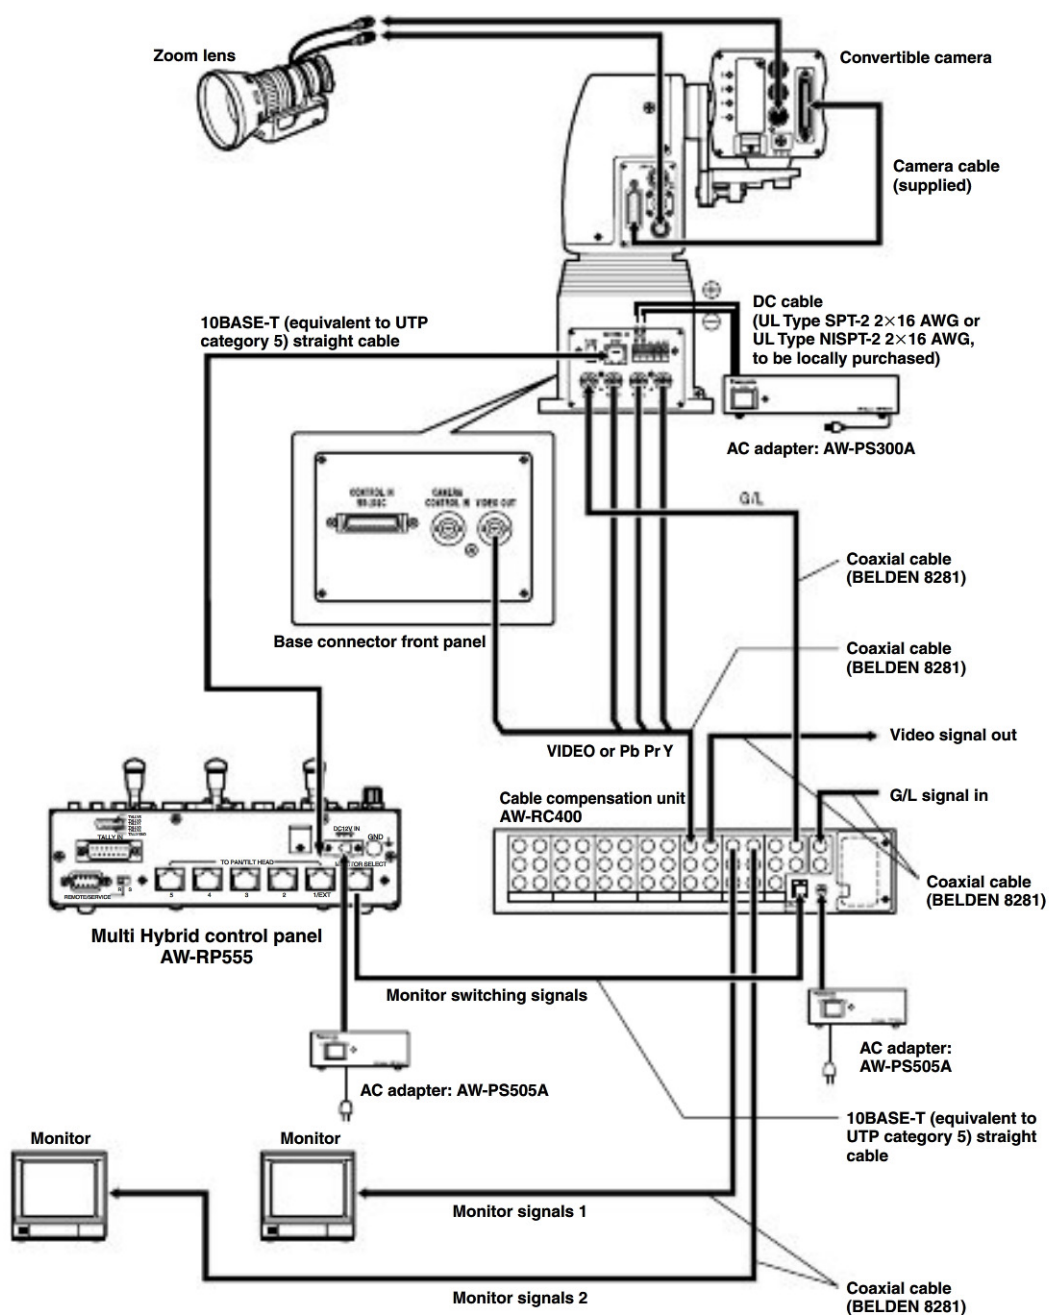 Zoom lens
Convertible camera
Camera cable
(supplied)
DC cable
(UL Type SPT-2 2×16 AWG or
UL Type NISPT-2 2×16 AWG,
to be locally purchased)
10BASE-T (equivalent to UTP
category 5) straight cable
AC adapter: AW-PS300A
CONTROL IN
CAMERA
CONTROL IN
VIDEO OUT
G/L
Coaxial cable
(BELDEN 8281)
Base connector front panel
Coaxial cable
(BELDEN 8281)
VIDEO or Pb Pr Y
Video signal out
Cable compensation unit
AW-RC400
G/L signal in
TALLY IN
DC12V IN
GND
TO PAN/TILT HEAD
MONITOR SELECT
REMOTE/SERVICE
5
4
3
2
1/EXT
Coaxial cable
(BELDEN 8281)
Multi Hybrid control panel
AW-RP555
Monitor switching signals
AC adapter:
AW-PS505A
AC adapter: AW-PS505A
10BASE-T (equivalent to
UTP category 5) straight
cable
Monitor
Monitor
Monitor signals 1
Monitor signals 2
Coaxial cable
(BELDEN 8281)